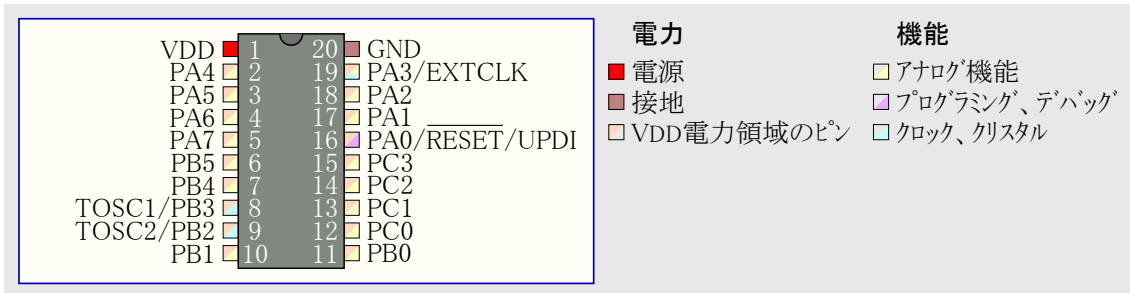 VDD 1 20 GND
PA4 2 19 PA3/EXTCLK
PA5 3 18 PA2
PA6 4 17 PA1
PA7 5 16 PA0/RESET/UPDI
PB5 6 15 PC3
PB4 7 14 PC2
TOSC1/PB3 8 13 PC1
TOSC2/PB2 9 12 PC0
PB1 10 11 PB0
電力
電源
接地
VDD電力領域のピン
機能
アナログ機能
プログラミング、デバッグ
クロック、クリスタル